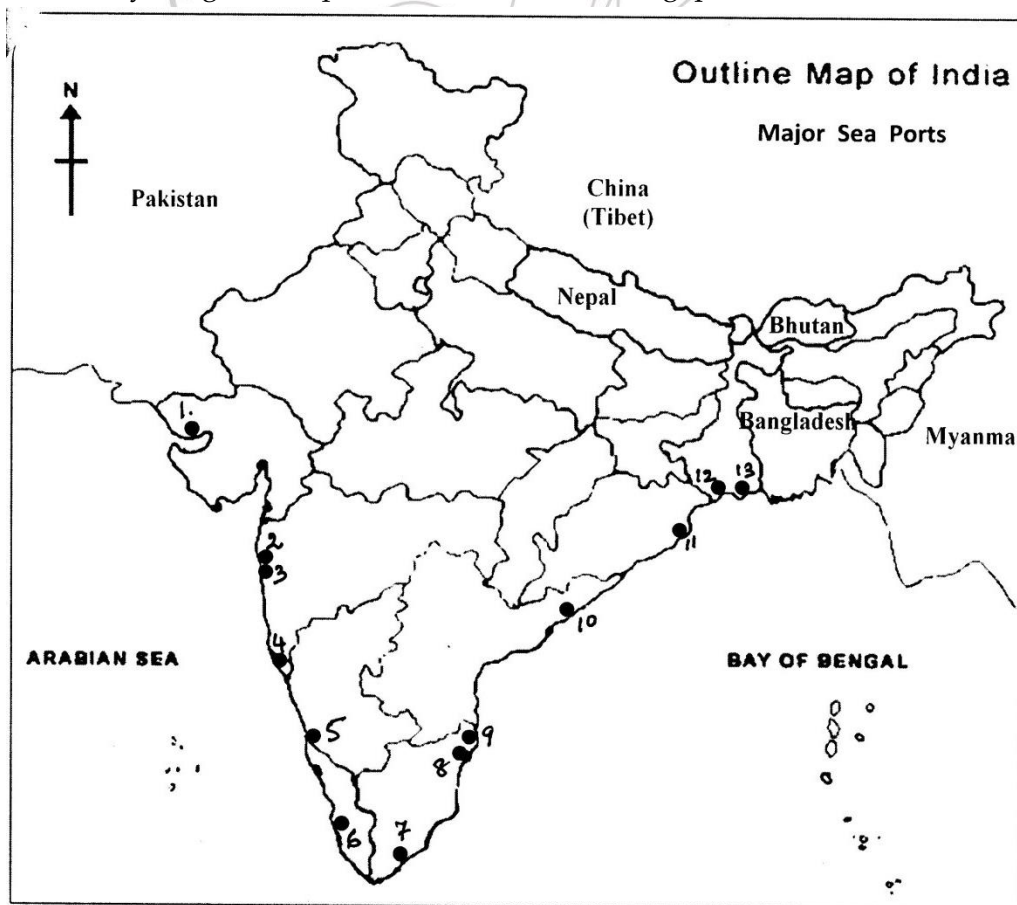 Outline Map of India
Major Sea Ports
N
Pakistan
China
(Tibet)
Nepal
Bhutan
Bangladesh
Myanma
1.
2
3
4
5
6
7
8
9
10
11
12
13
ARABIAN SEA
BAY OF BENGAL